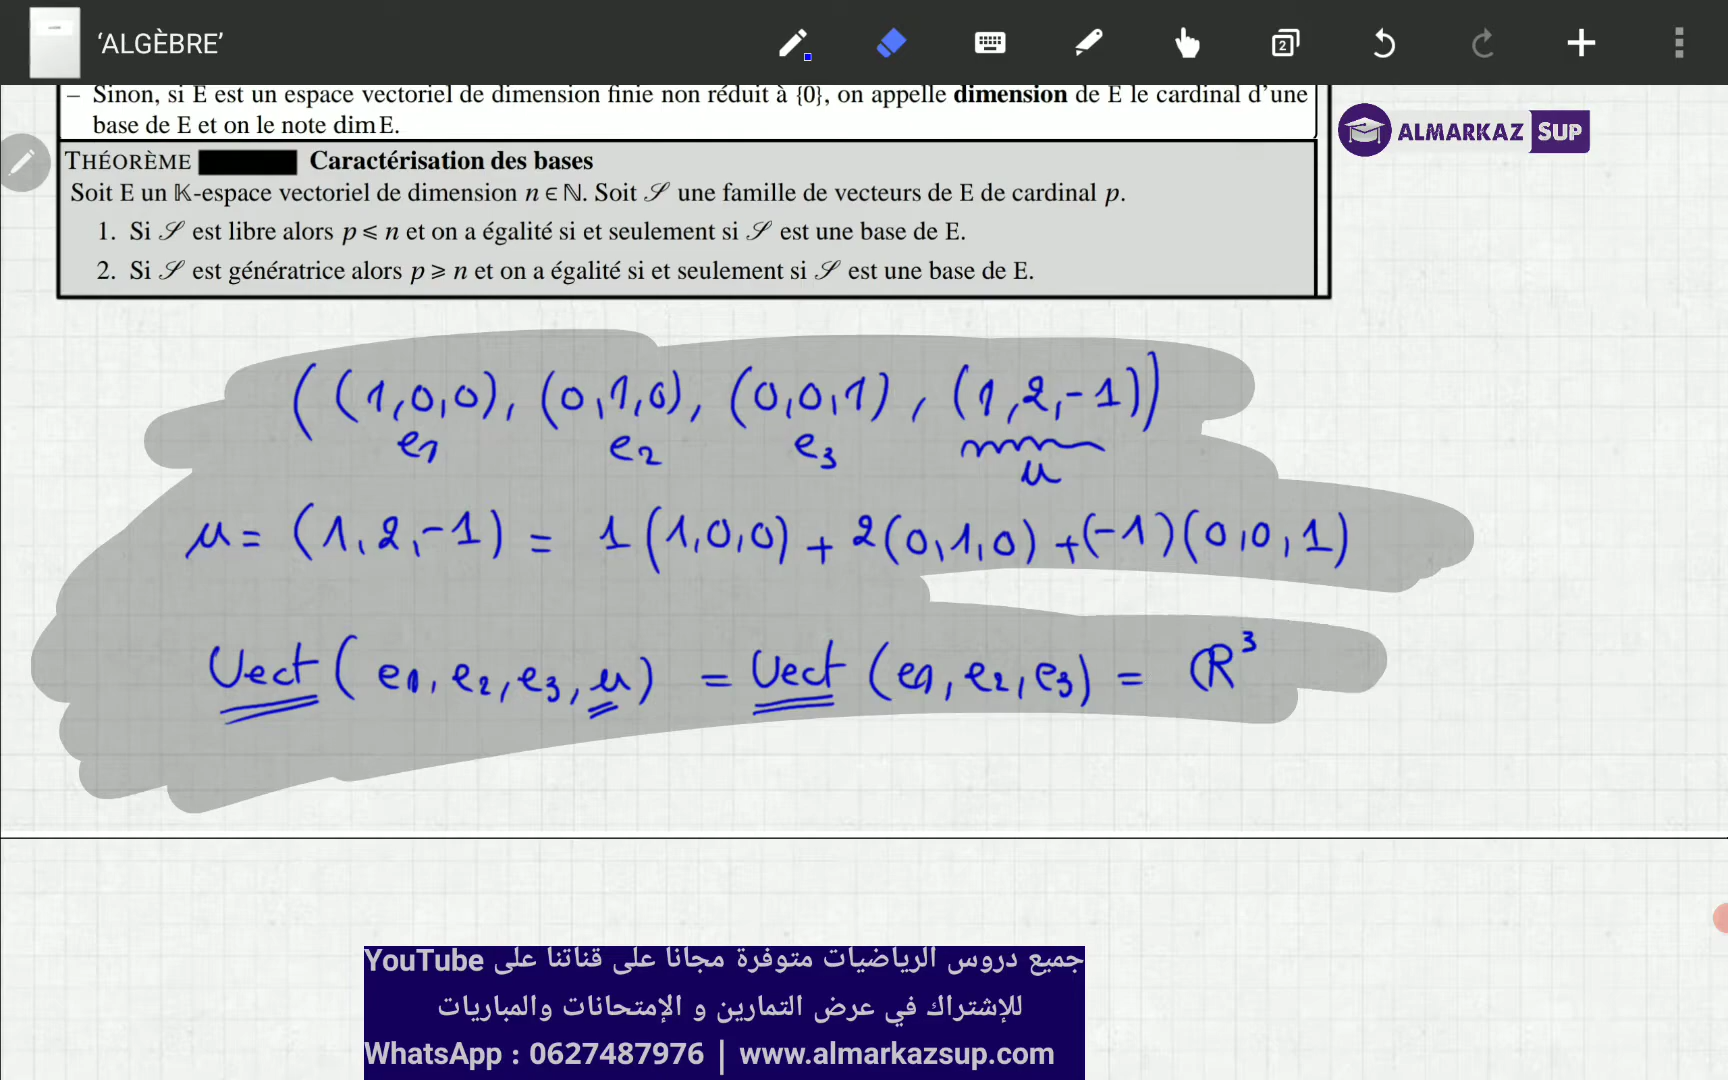 ‘ALGÈBRE’
2
– Sinon, si E est un espace vectoriel de dimension finie non réduit à {0}, on appelle dimension de E le cardinal d’une
base de E et on le note dim E.
ALMARKAZ SUP
THÉORÈME Caractérisation des bases
Soit E un 𝕂-espace vectoriel de dimension n ∈ ℕ. Soit 𝒮 une famille de vecteurs de E de cardinal p.
1. Si 𝒮 est libre alors p ⩽ n et on a égalité si et seulement si 𝒮 est une base de E.
2. Si 𝒮 est génératrice alors p ⩾ n et on a égalité si et seulement si 𝒮 est une base de E.
((1,0,0), (0,1,0), (0,0,1), (1,2,-1))
e1 e2 e3 u
u = (1,2,-1) = 1(1,0,0) + 2(0,1,0) + (-1)(0,0,1)
Vect(e1,e2,e3,u) = Vect(e1,e2,e3) = ℝ³
جميع دروس الرياضيات متوفرة مجانا على قناتنا على YouTube
للإشتراك في عرض التمارين و الإمتحانات والمباريات
WhatsApp : 0627487976 | www.almarkazsup.com